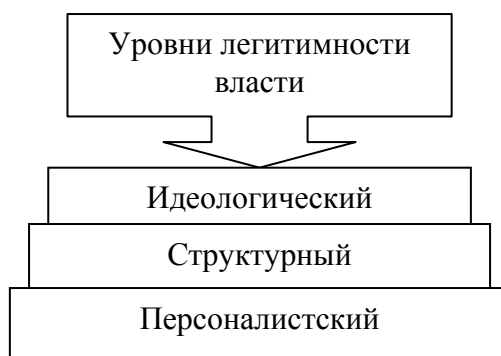 Уровни легитимности
власти
Идеологический
Структурный
Персоналистский